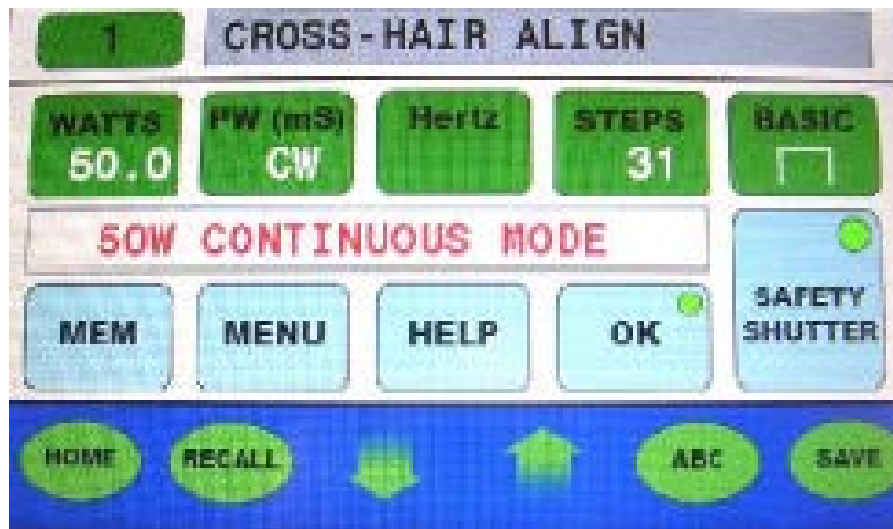 1 CROSS-HAIR ALIGN
WATTS PW (mS) Hertz STEPS BASIC
50.0 CW 31
50W CONTINUOUS MODE
SAFETY SHUTTER
MEM MENU HELP OK
HOME RECALL ABC SAVE